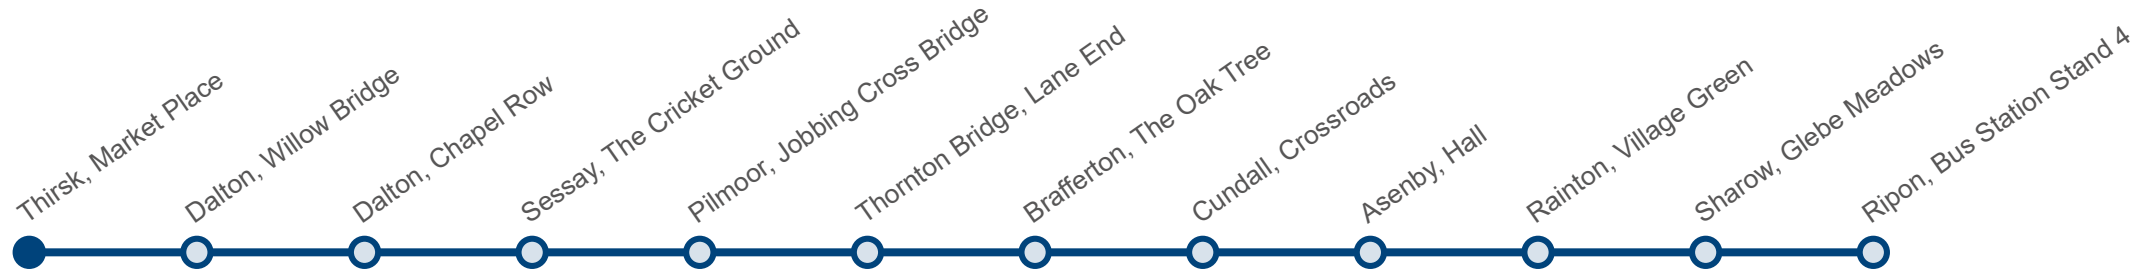 Thirsk, Market Place
Dalton, Willow Bridge
Dalton, Chapel Row
Sessay, The Cricket Ground
Pilmoor, Jobbing Cross Bridge
Thornton Bridge, Lane End
Brafferton, The Oak Tree
Cundall, Crossroads
Asenby, Hall
Rainton, Village Green
Sharow, Glebe Meadows
Ripon, Bus Station Stand 4